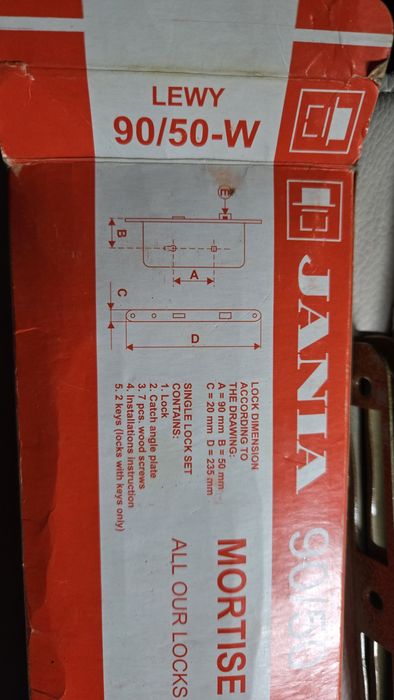 LEWY
90/50-W
JANIA 90/50
E
B
A
C
D
LOCK DIMENSION
ACCORDING TO
THE DRAWING:
A = 90 mm B = 50 mm
C = 20 mm D = 235 mm
SINGLE LOCK SET
CONTAINS:
1. Lock
2. Catch angle plate
3. 7 pcs. wood screws
4. Installations instruction
5. 2 keys (locks with keys only)
MORTISE
ALL OUR LOCKS